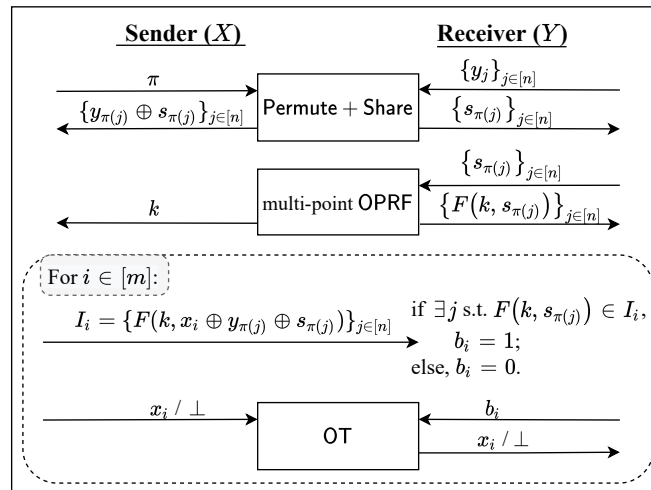 Sender (X) Receiver (Y)
π {y_j}_{j∈[n]}
Permute + Share
{y_{π(j)} ⊕ s_{π(j)}}_{j∈[n]} {s_{π(j)}}_{j∈[n]}
{s_{π(j)}}_{j∈[n]}
multi-point OPRF
k {F(k, s_{π(j)})}_{j∈[n]}
For i ∈ [m]:
I_i = {F(k, x_i ⊕ y_{π(j)} ⊕ s_{π(j)})}_{j∈[n]} if ∃j s.t. F(k, s_{π(j)}) ∈ I_i,
b_i = 1;
else, b_i = 0.
x_i / ⊥ b_i
OT
x_i / ⊥